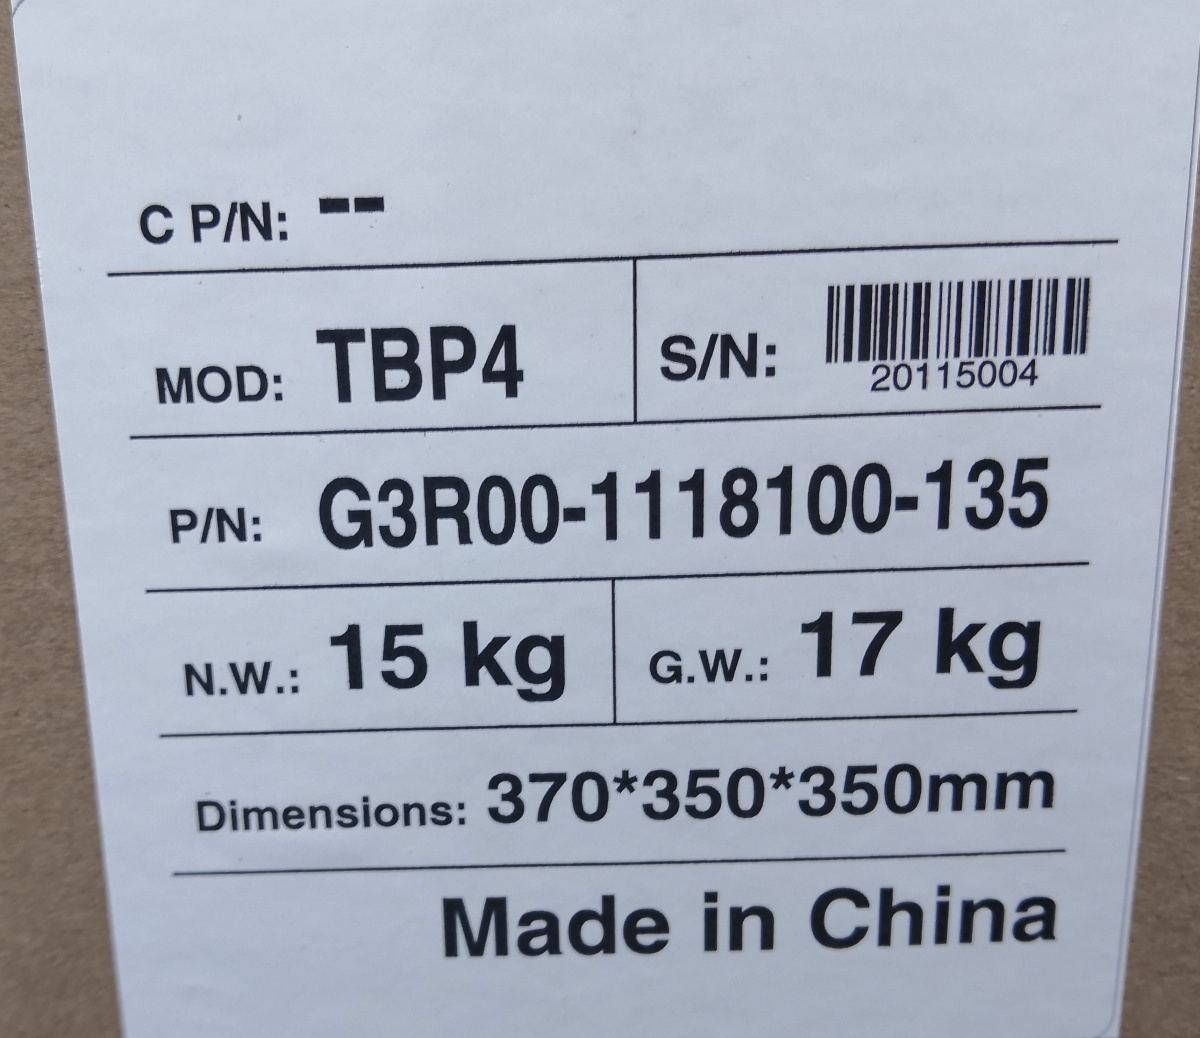 C P/N: --
MOD: TBP4 S/N: 20115004
P/N: G3R00-1118100-135
N.W.: 15 kg G.W.: 17 kg
Dimensions: 370*350*350mm
Made in China